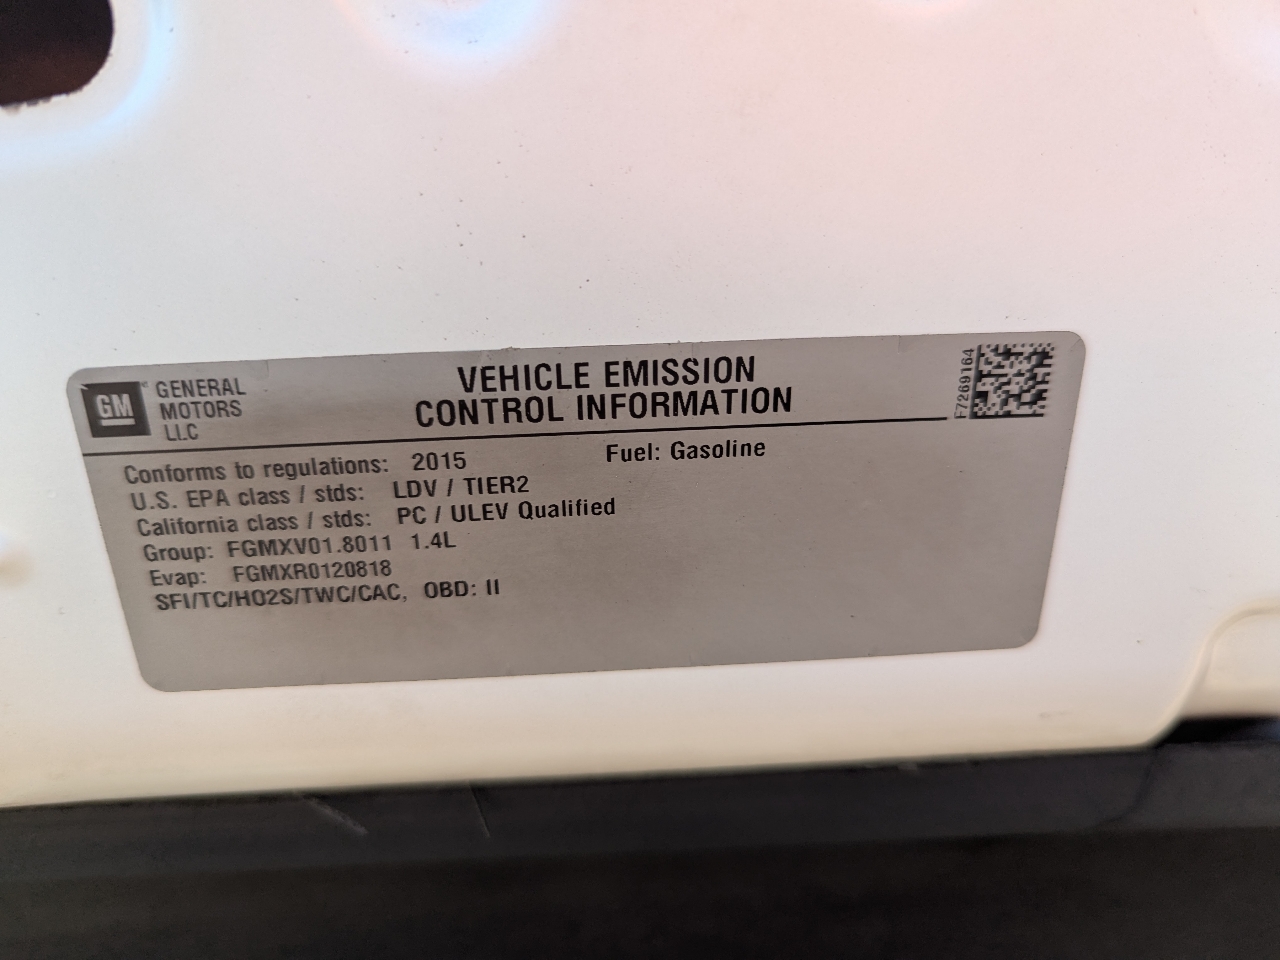 GM
GENERAL
MOTORS
LLC
VEHICLE EMISSION
CONTROL INFORMATION
F7269164
Conforms to regulations: 2015 Fuel: Gasoline
U.S. EPA class / stds: LDV / TIER2
California class / stds: PC / ULEV Qualified
Group: FGMXV01.8011 1.4L
Evap: FGMXR0120818
SFI/TC/HO2S/TWC/CAC, OBD: II